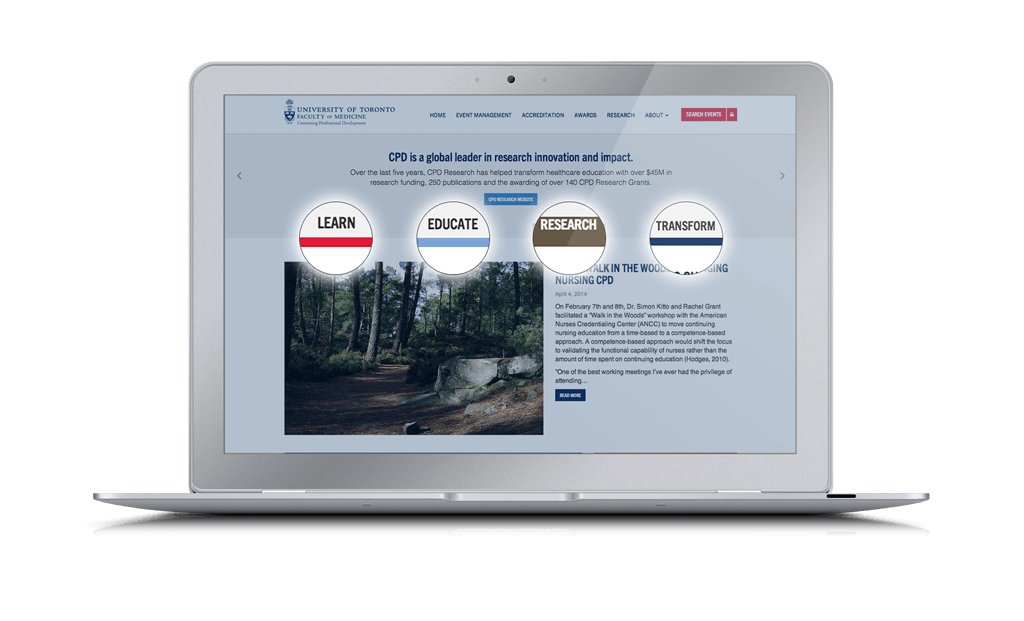 UNIVERSITY OF TORONTO
FACULTY OF MEDICINE
Continuing Professional Development
HOME EVENT MANAGEMENT ACCREDITATION AWARDS RESEARCH ABOUT SEARCH EVENTS
CPD is a global leader in research innovation and impact.
Over the last five years, CPD Research has helped transform healthcare education with over $45M in
research funding, 250 publications and the awarding of over 140 CPD Research Grants.
CPD RESEARCH WEBSITE
LEARN EDUCATE RESEARCH TRANSFORM
WALK IN THE WOODS
NURSING CPD
April 4, 2014
On February 7th and 8th, Dr. Simon Kitto and Rachel Grant
facilitated a "Walk in the Woods" workshop with the American
Nurses Credentialing Center (ANCC) to move continuing
nursing education from a time-based to a competence-based
approach. A competence-based approach would shift the focus
to validating the functional capability of nurses rather than the
amount of time spent on continuing education (Hodges, 2010).
"One of the best working meetings I've ever had the privilege of
attending…
READ MORE